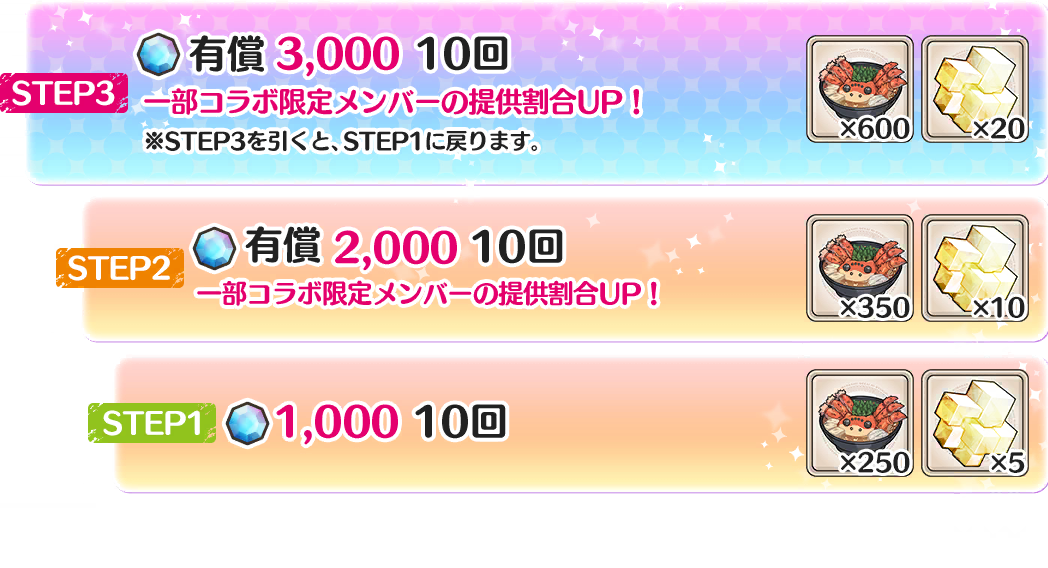 STEP3
有償 3,000 10回
一部コラボ限定メンバーの提供割合UP！
※STEP3を引くと、STEP1に戻ります。
×600
×20
STEP2
有償 2,000 10回
一部コラボ限定メンバーの提供割合UP！
×350
×10
STEP1
1,000 10回
×250
×5